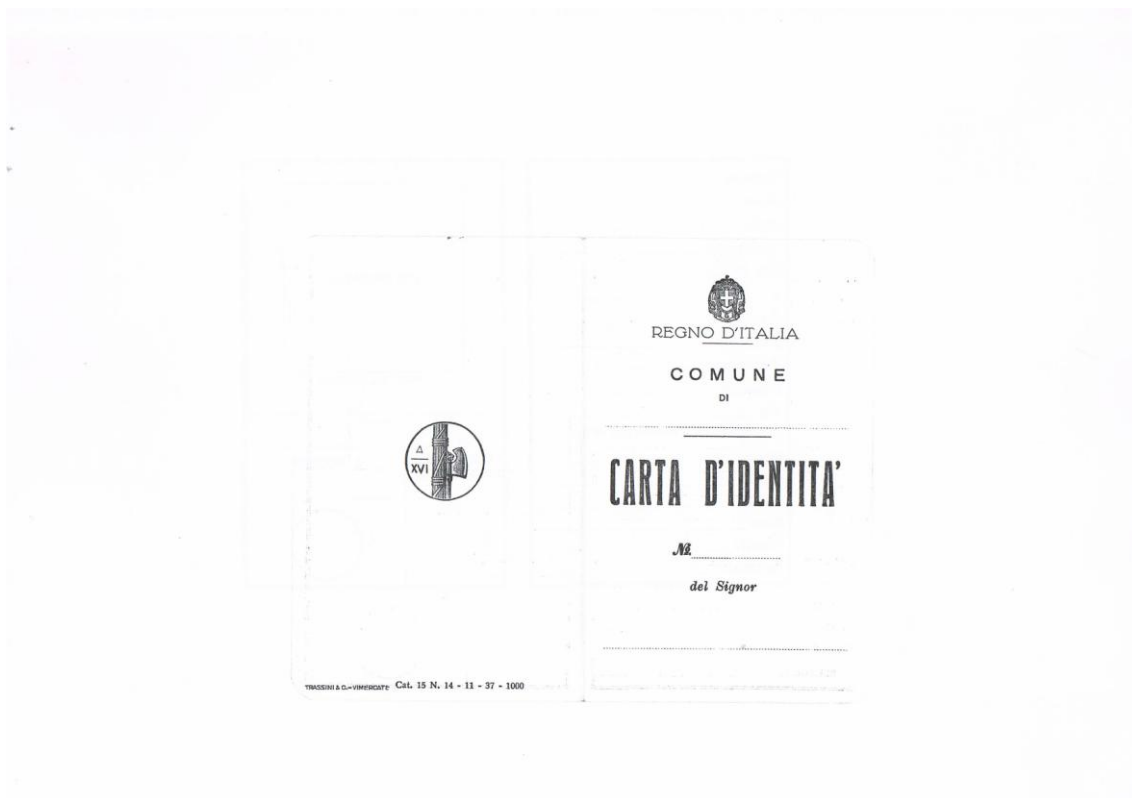 REGNO D'ITALIA
COMUNE
DI
CARTA D'IDENTITA'
N.
del Signor
XVI
TRASSINI & C. - VIMERCATE Cat. 15 N. 14 - 11 - 37 - 1000